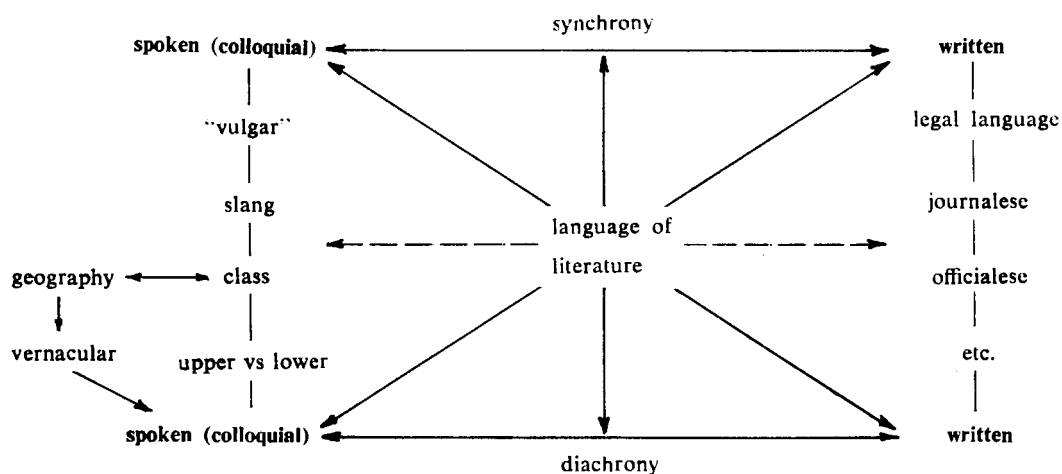 synchrony
spoken (colloquial)
written
"vulgar"
legal language
slang
journalese
language of
literature
geography
class
officialese
vernacular
upper vs lower
etc.
spoken (colloquial)
written
diachrony